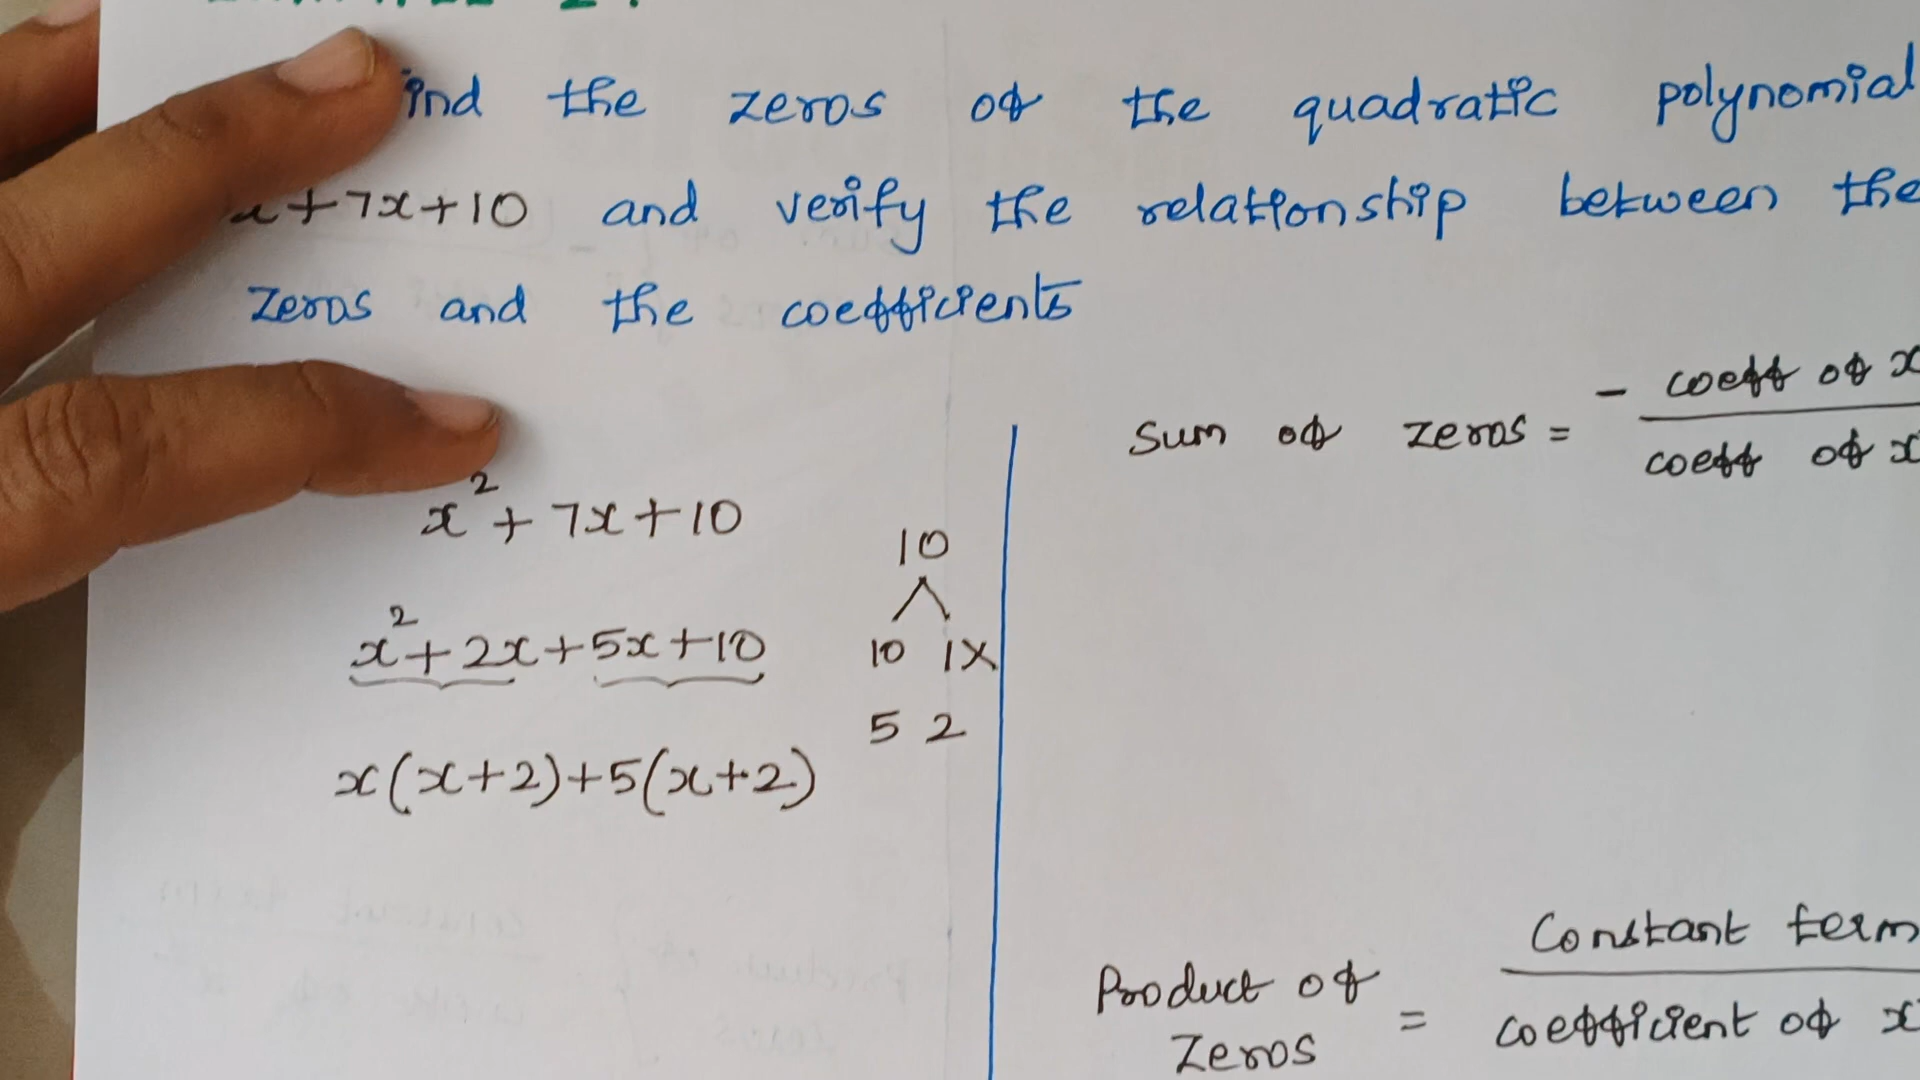 ind the zeros of the quadratic polynomial
x+7x+10 and verify the relationship between the
zeros and the coefficients
x²+7x+10
x²+2x+5x+10
x(x+2)+5(x+2)
10
10 1 X
5 2
Sum of zeros = - coeff of x
coeff of x
Product of zeros = Constant term
coefficient of x